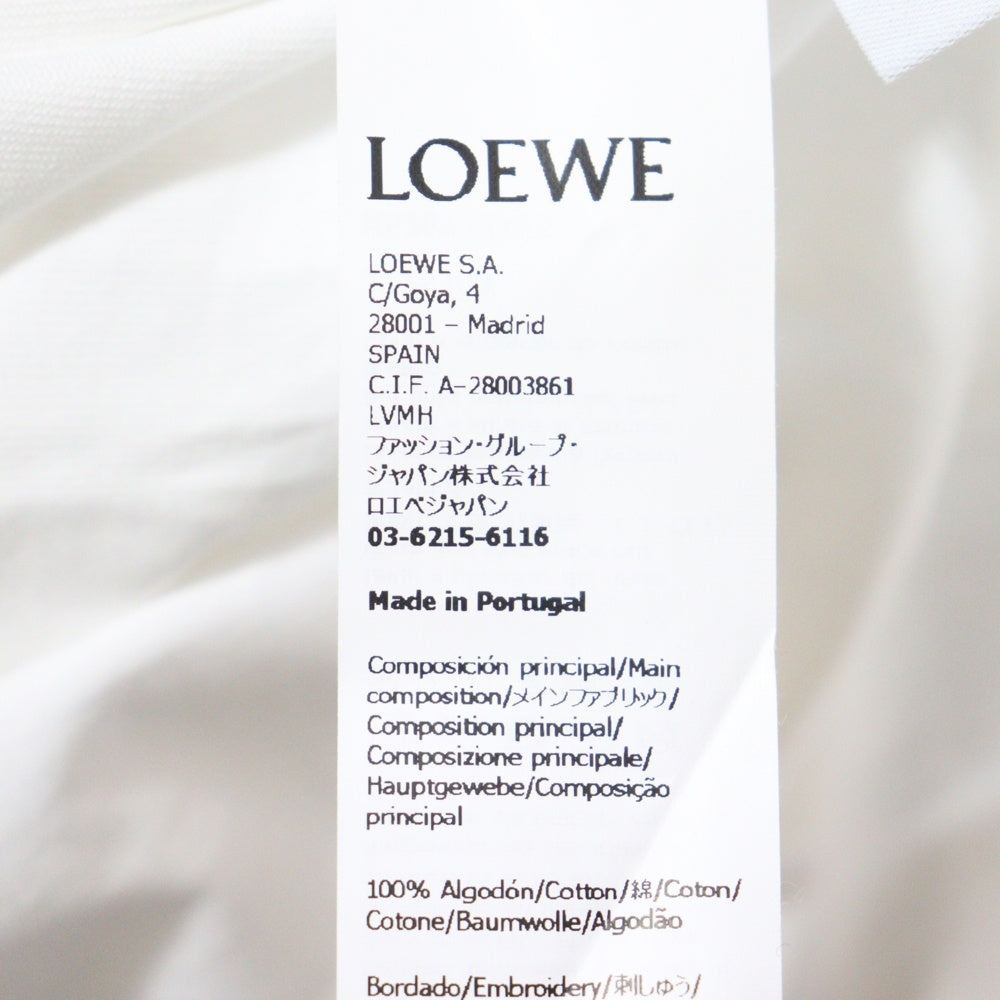 LOEWE
LOEWE S.A.
C/Goya, 4
28001 – Madrid
SPAIN
C.I.F. A-28003861
LVMH
ファッション・グループ・
ジャパン株式会社
ロエベジャパン
03-6215-6116
Made in Portugal
Composición principal/Main
composition/メインファブリック/
Composition principal/
Composizione principale/
Hauptgewebe/Composição
principal
100% Algodón/Cotton/綿/Coton/
Cotone/Baumwolle/Algodão
Bordado/Embroidery/刺しゅう/